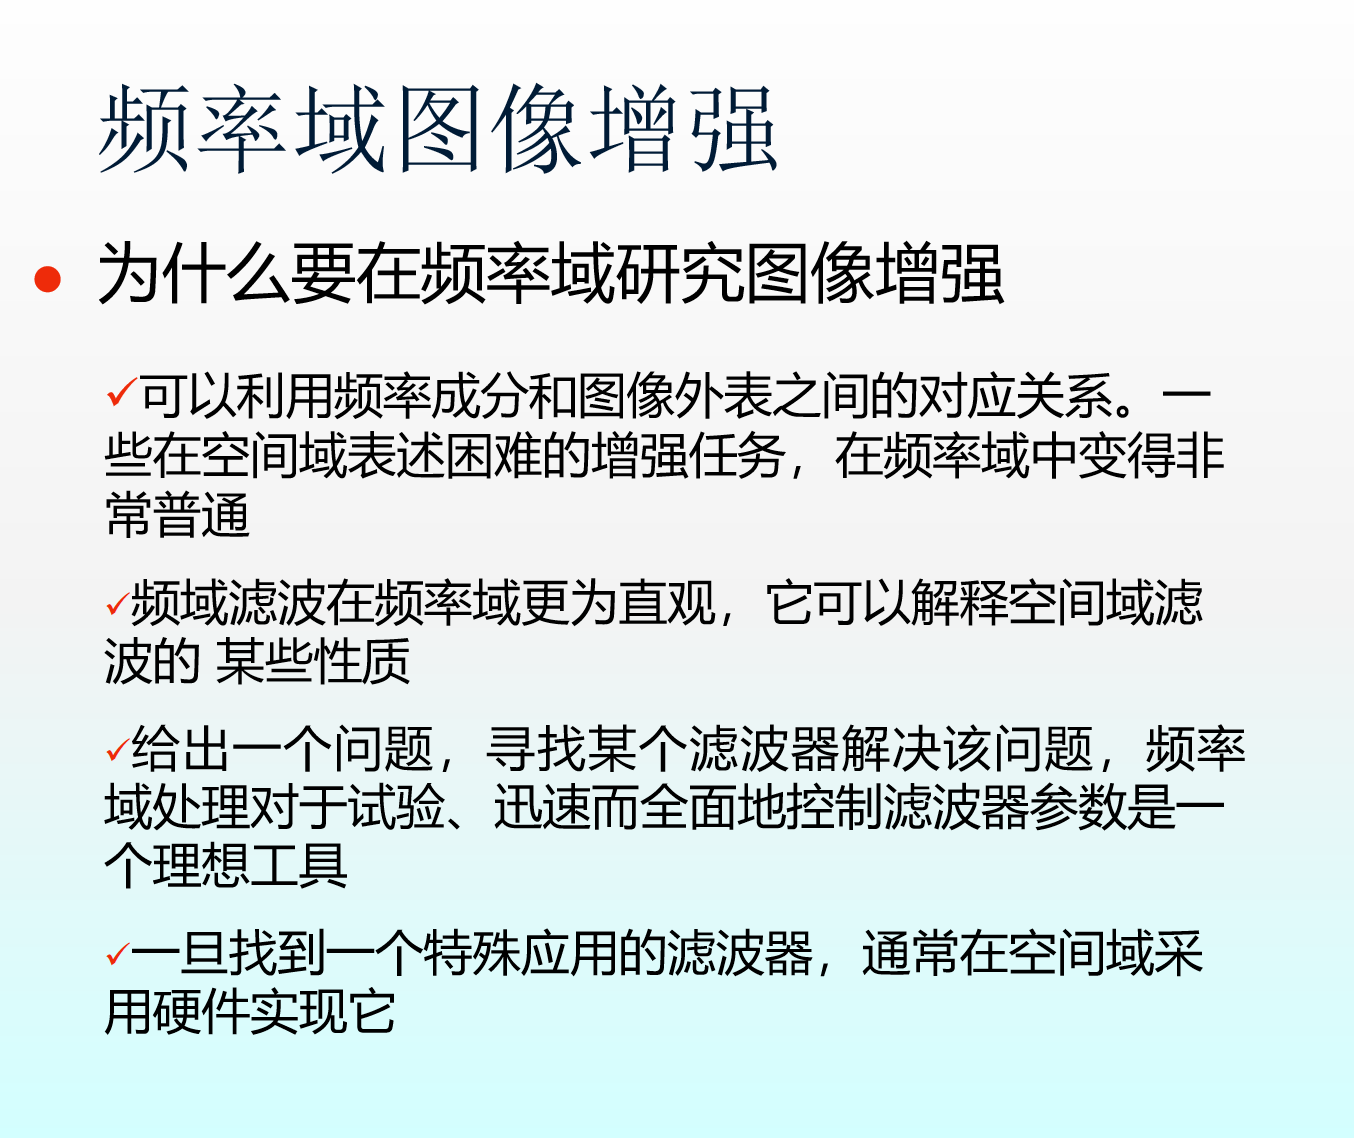 频率域图像增强
为什么要在频率域研究图像增强
可以利用频率成分和图像外表之间的对应关系。一
些在空间域表述困难的增强任务，在频率域中变得非
常普通
频域滤波在频率域更为直观，它可以解释空间域滤
波的 某些性质
给出一个问题，寻找某个滤波器解决该问题，频率
域处理对于试验、迅速而全面地控制滤波器参数是一
个理想工具
一旦找到一个特殊应用的滤波器，通常在空间域采
用硬件实现它